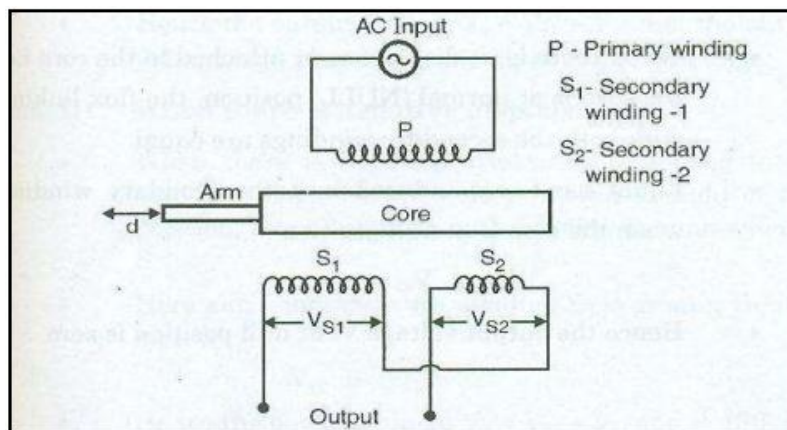 AC Input
P - Primary winding
S1- Secondary
winding -1
S2- Secondary
winding -2
P
Arm
Core
d
S1
S2
VS1
VS2
Output